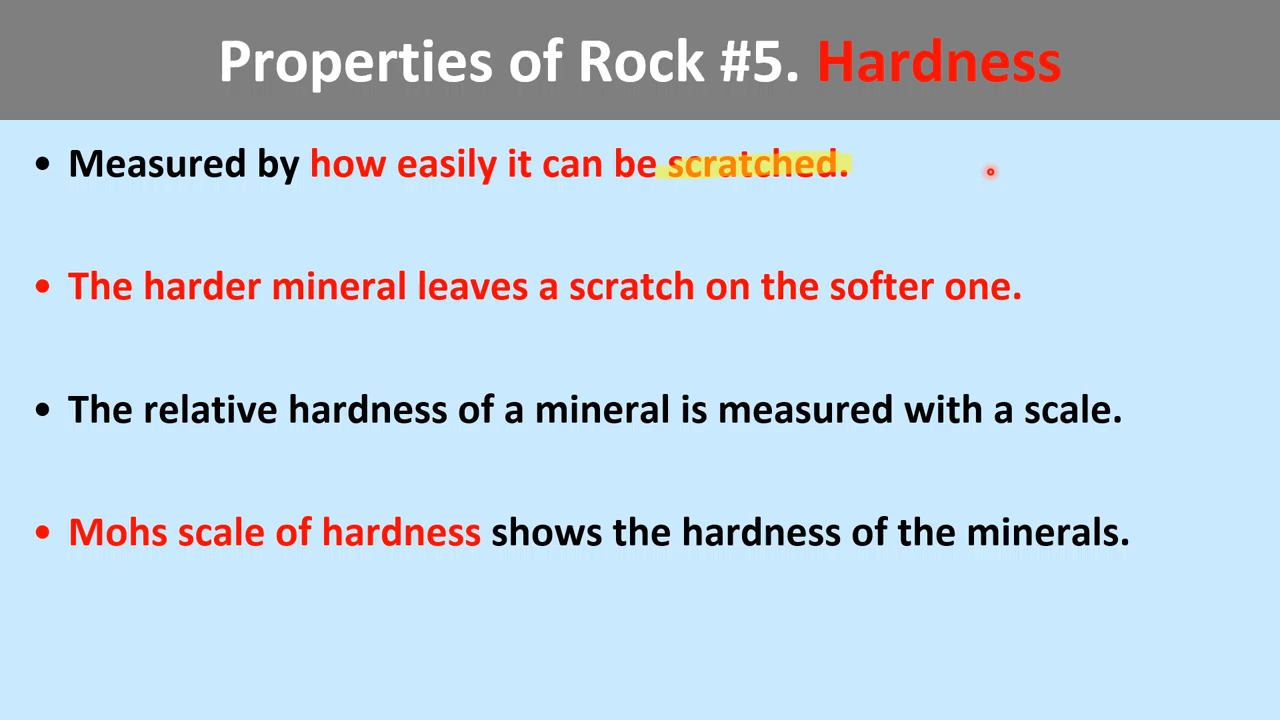 Properties of Rock #5. Hardness
• Measured by how easily it can be scratched.
• The harder mineral leaves a scratch on the softer one.
• The relative hardness of a mineral is measured with a scale.
• Mohs scale of hardness shows the hardness of the minerals.